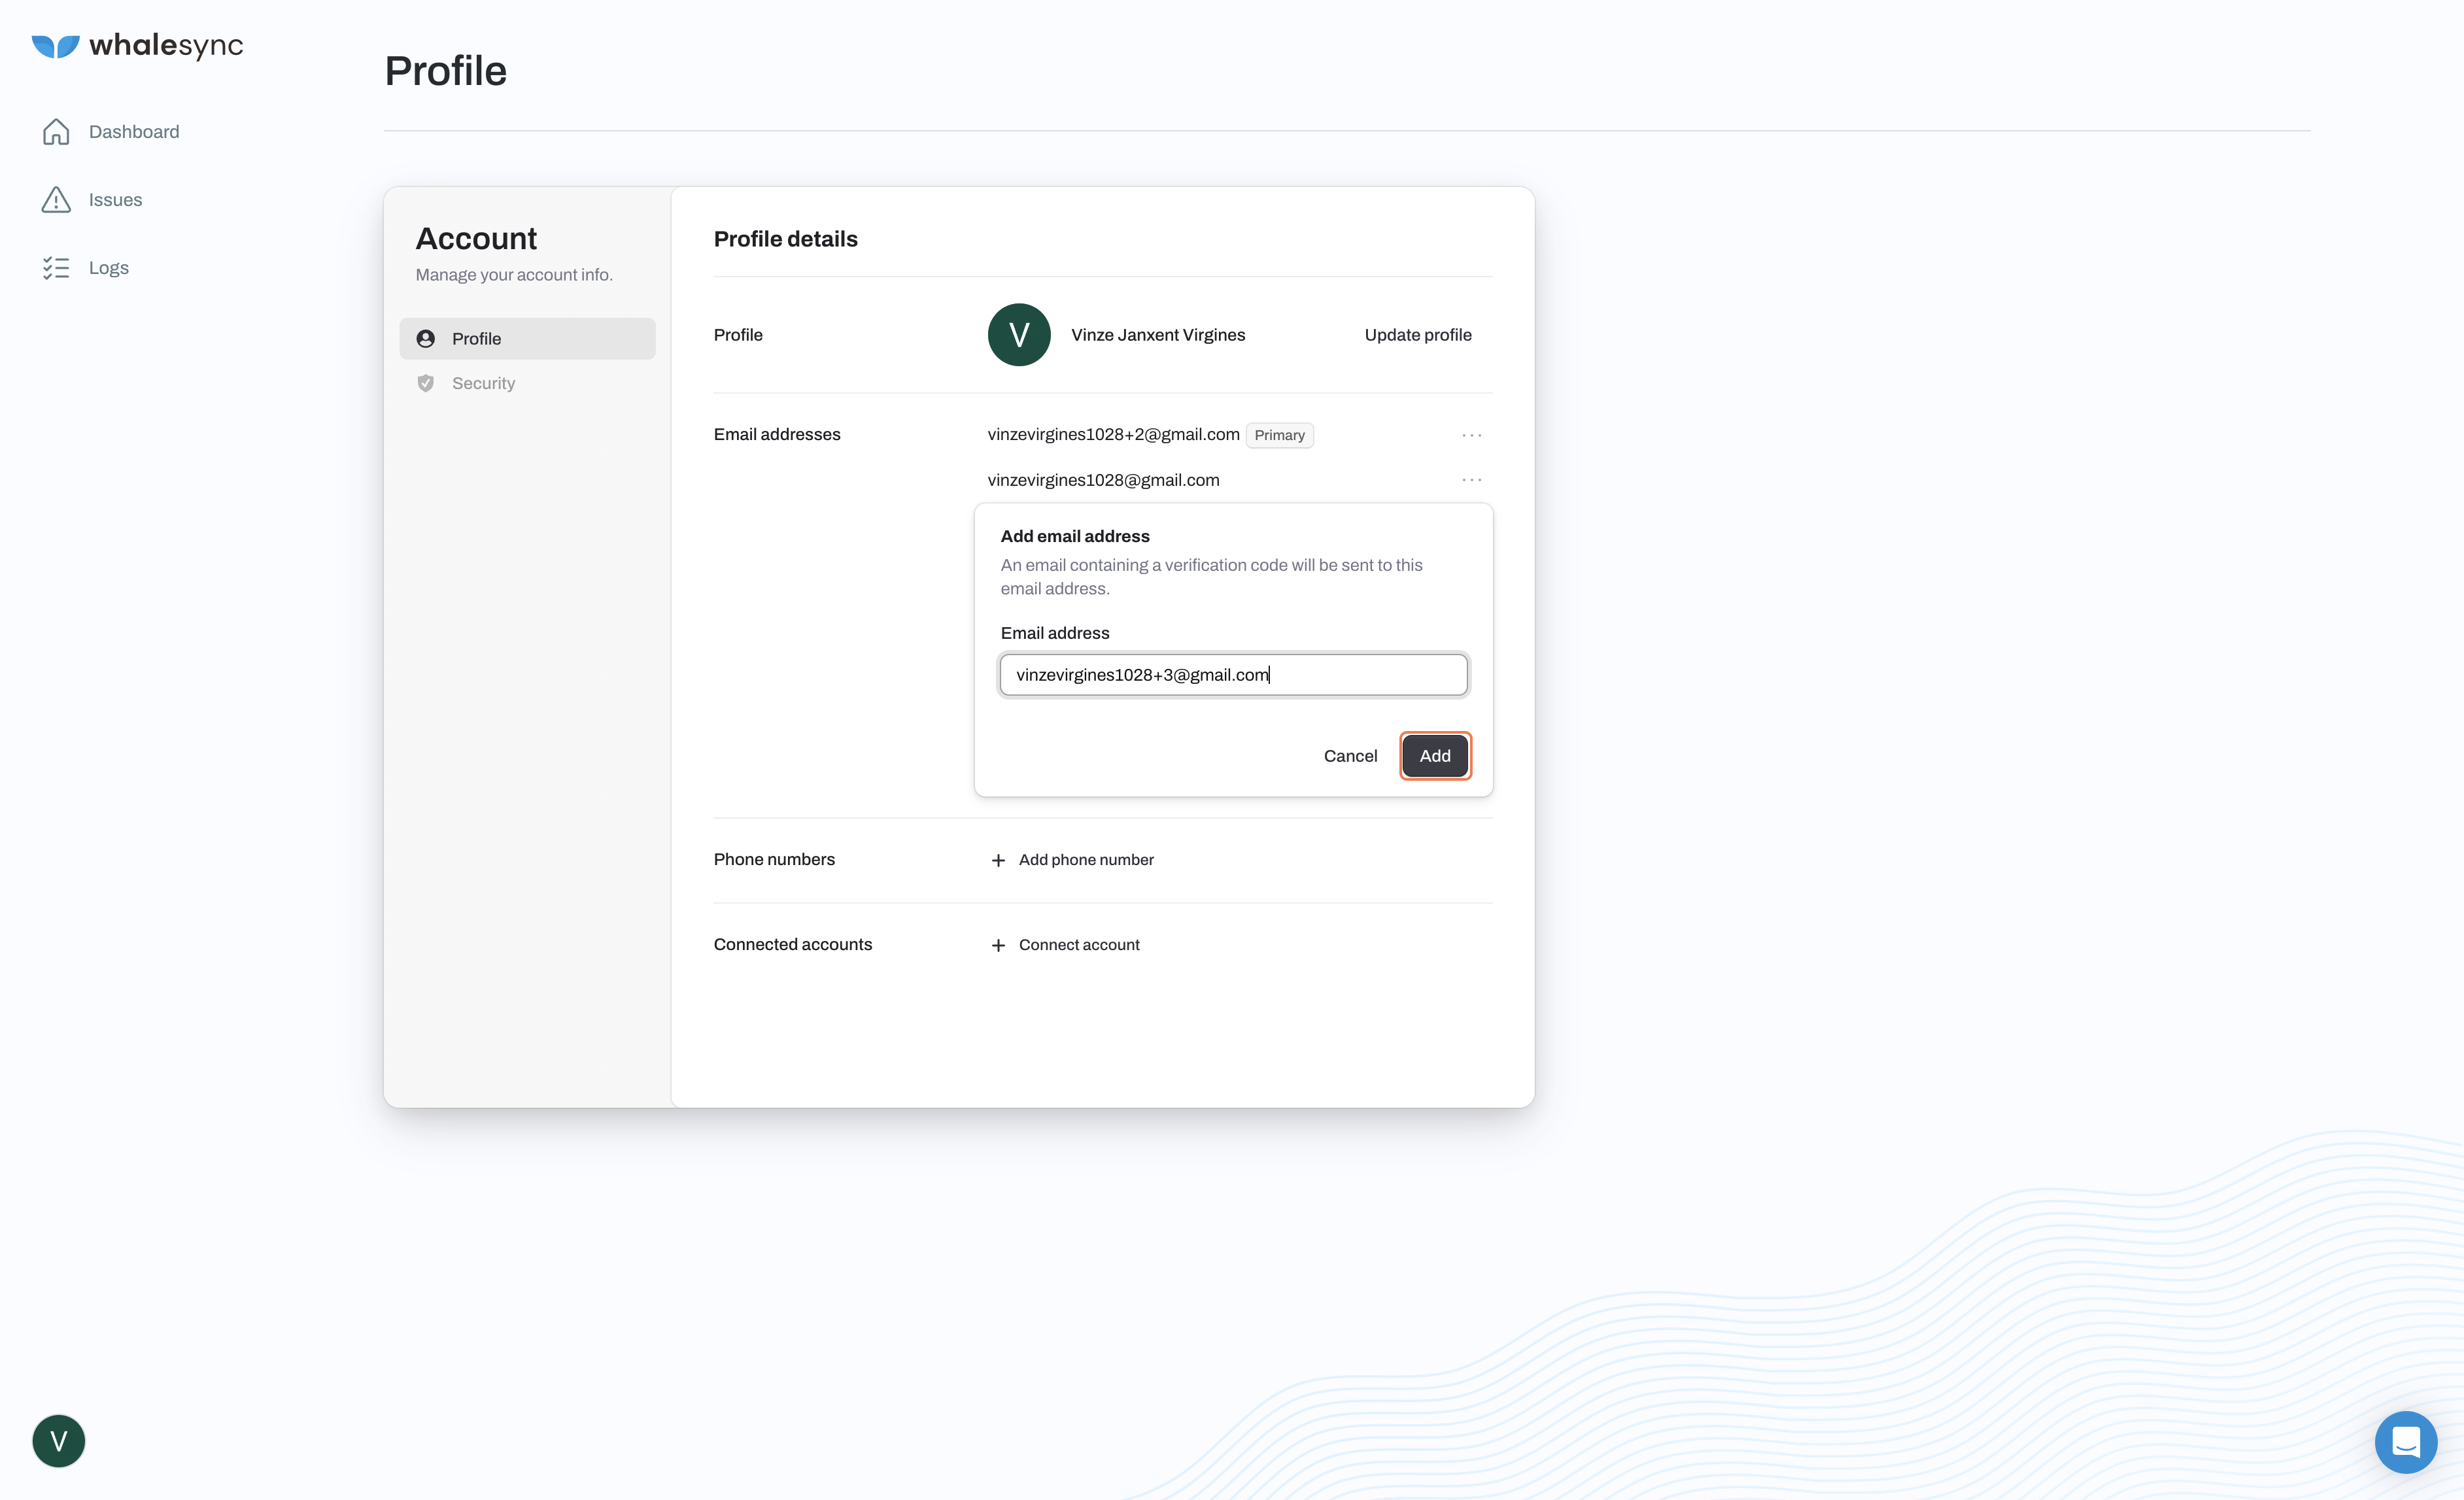 whalesync
Profile
Dashboard
Issues
Logs
Account
Manage your account info.
Profile
Security
Profile details
Profile
V
Vinze Janxent Virgines
Update profile
Email addresses
vinzevirgines1028+2@gmail.com Primary
vinzevirgines1028@gmail.com
Add email address
An email containing a verification code will be sent to this
email address.
Email address
vinzevirgines1028+3@gmail.com
Cancel
Add
Phone numbers
+ Add phone number
Connected accounts
+ Connect account
V